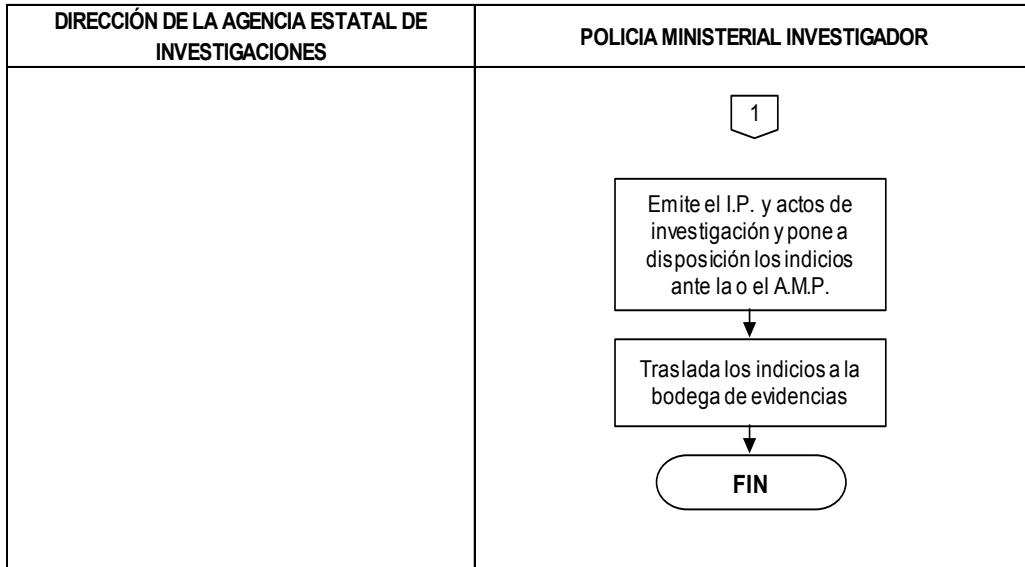 DIRECCIÓN DE LA AGENCIA ESTATAL DE
INVESTIGACIONES
POLICIA MINISTERIAL INVESTIGADOR
1
Emite el I.P. y actos de
investigación y pone a
disposición los indicios
ante la o el A.M.P.
Traslada los indicios a la
bodega de evidencias
FIN